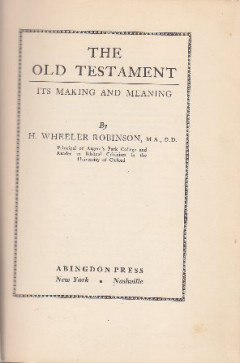 THE
OLD TESTAMENT
ITS MAKING AND MEANING
By
H. WHEELER ROBINSON, M.A., D.D.
Principal of Regent's Park College and
Reader in Biblical Criticism in the
University of Oxford
ABINGDON PRESS
New York • Nashville